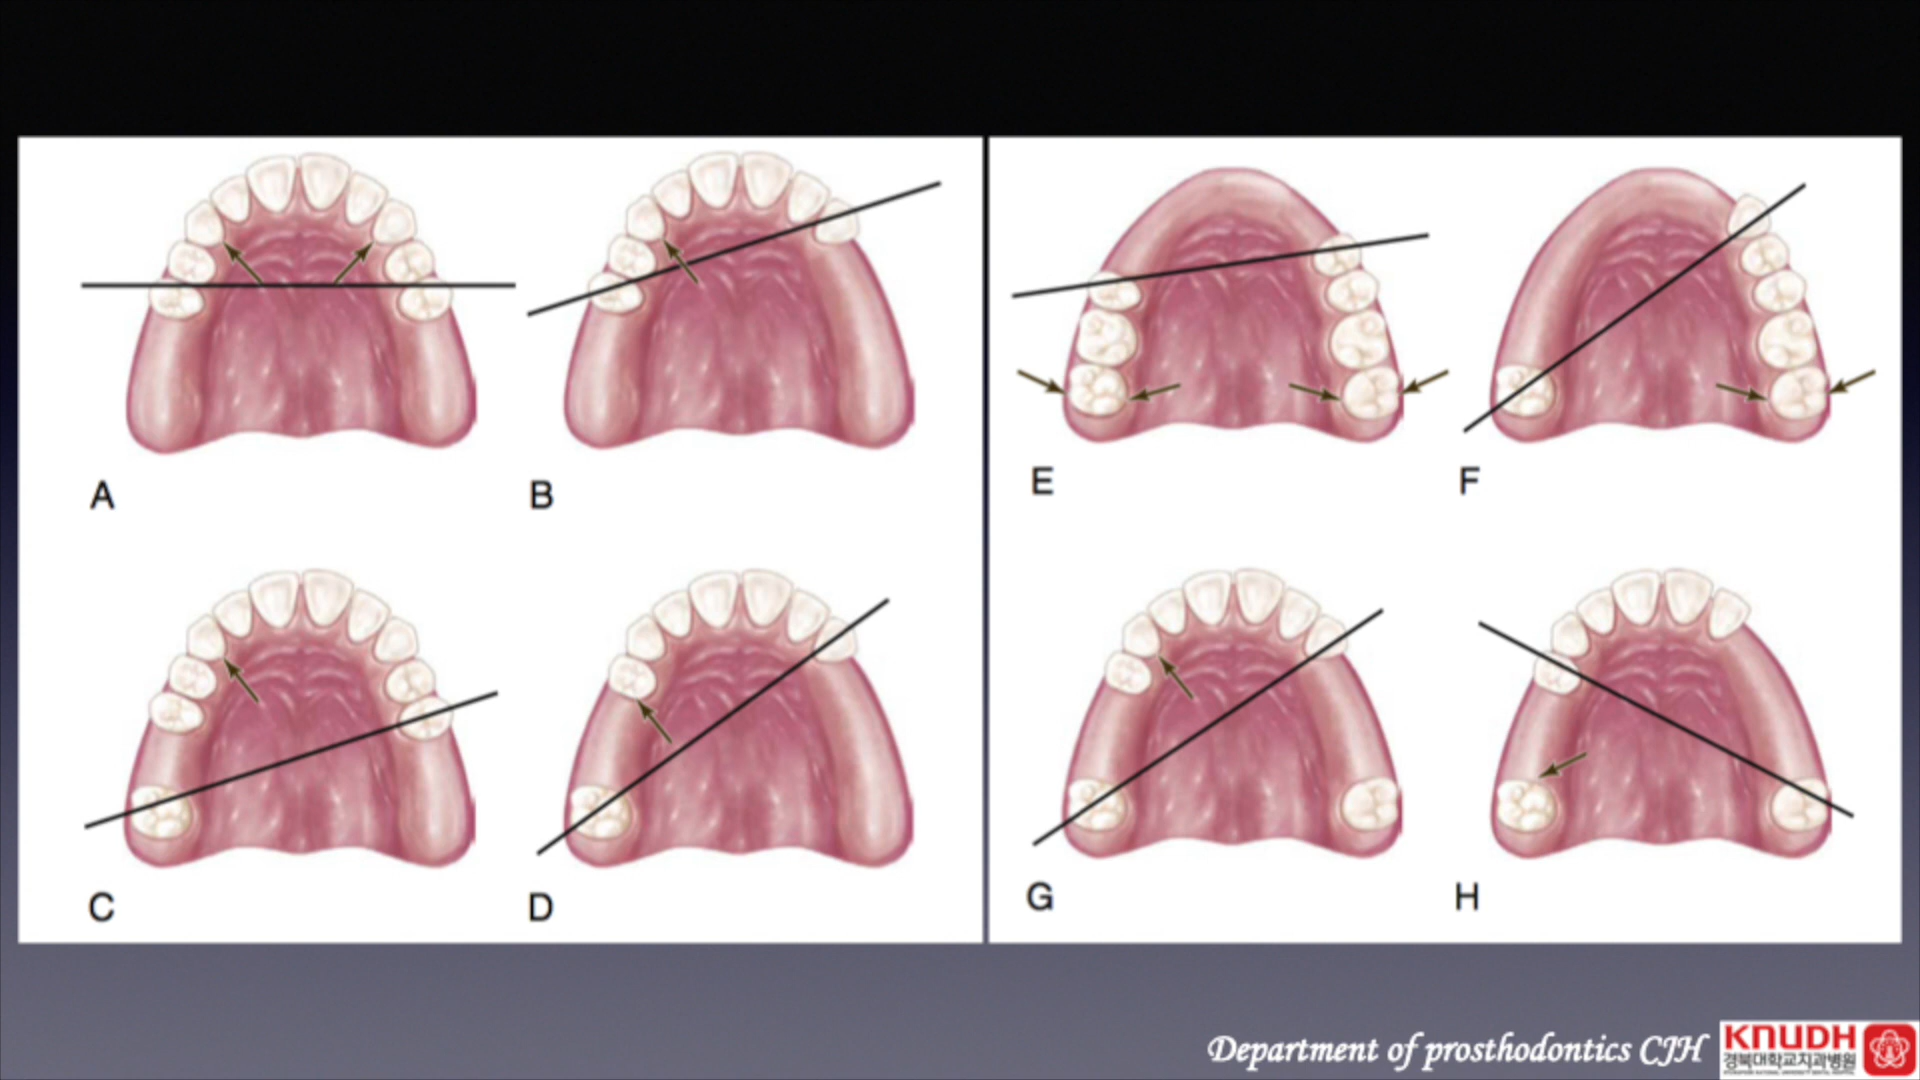 A
B
E
F
C
D
G
H
Department of prosthodontics CJH
KNUDH
경북대학교치과병원